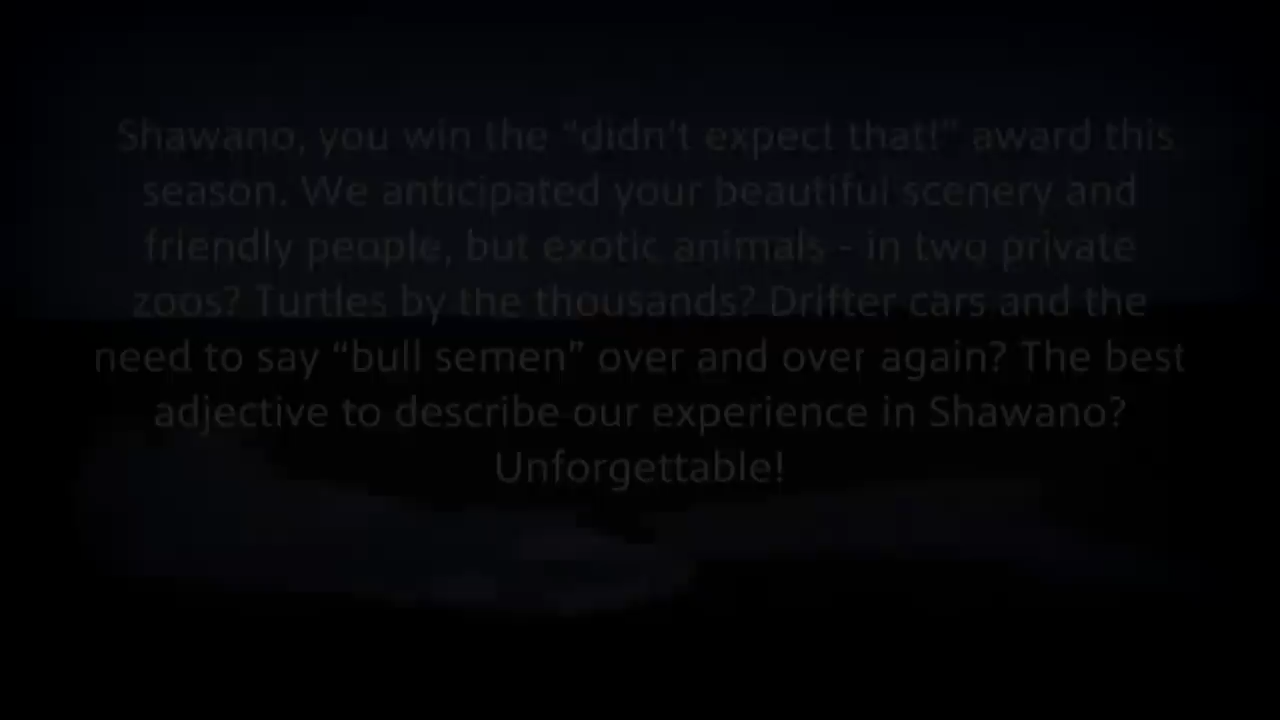 Shawano, you win the “didn't expect that!” award this
season. We anticipated your beautiful scenery and
friendly people, but exotic animals - in two private
zoos? Turtles by the thousands? Drifter cars and the
need to say “bull semen” over and over again? The best
adjective to describe our experience in Shawano?
Unforgettable!